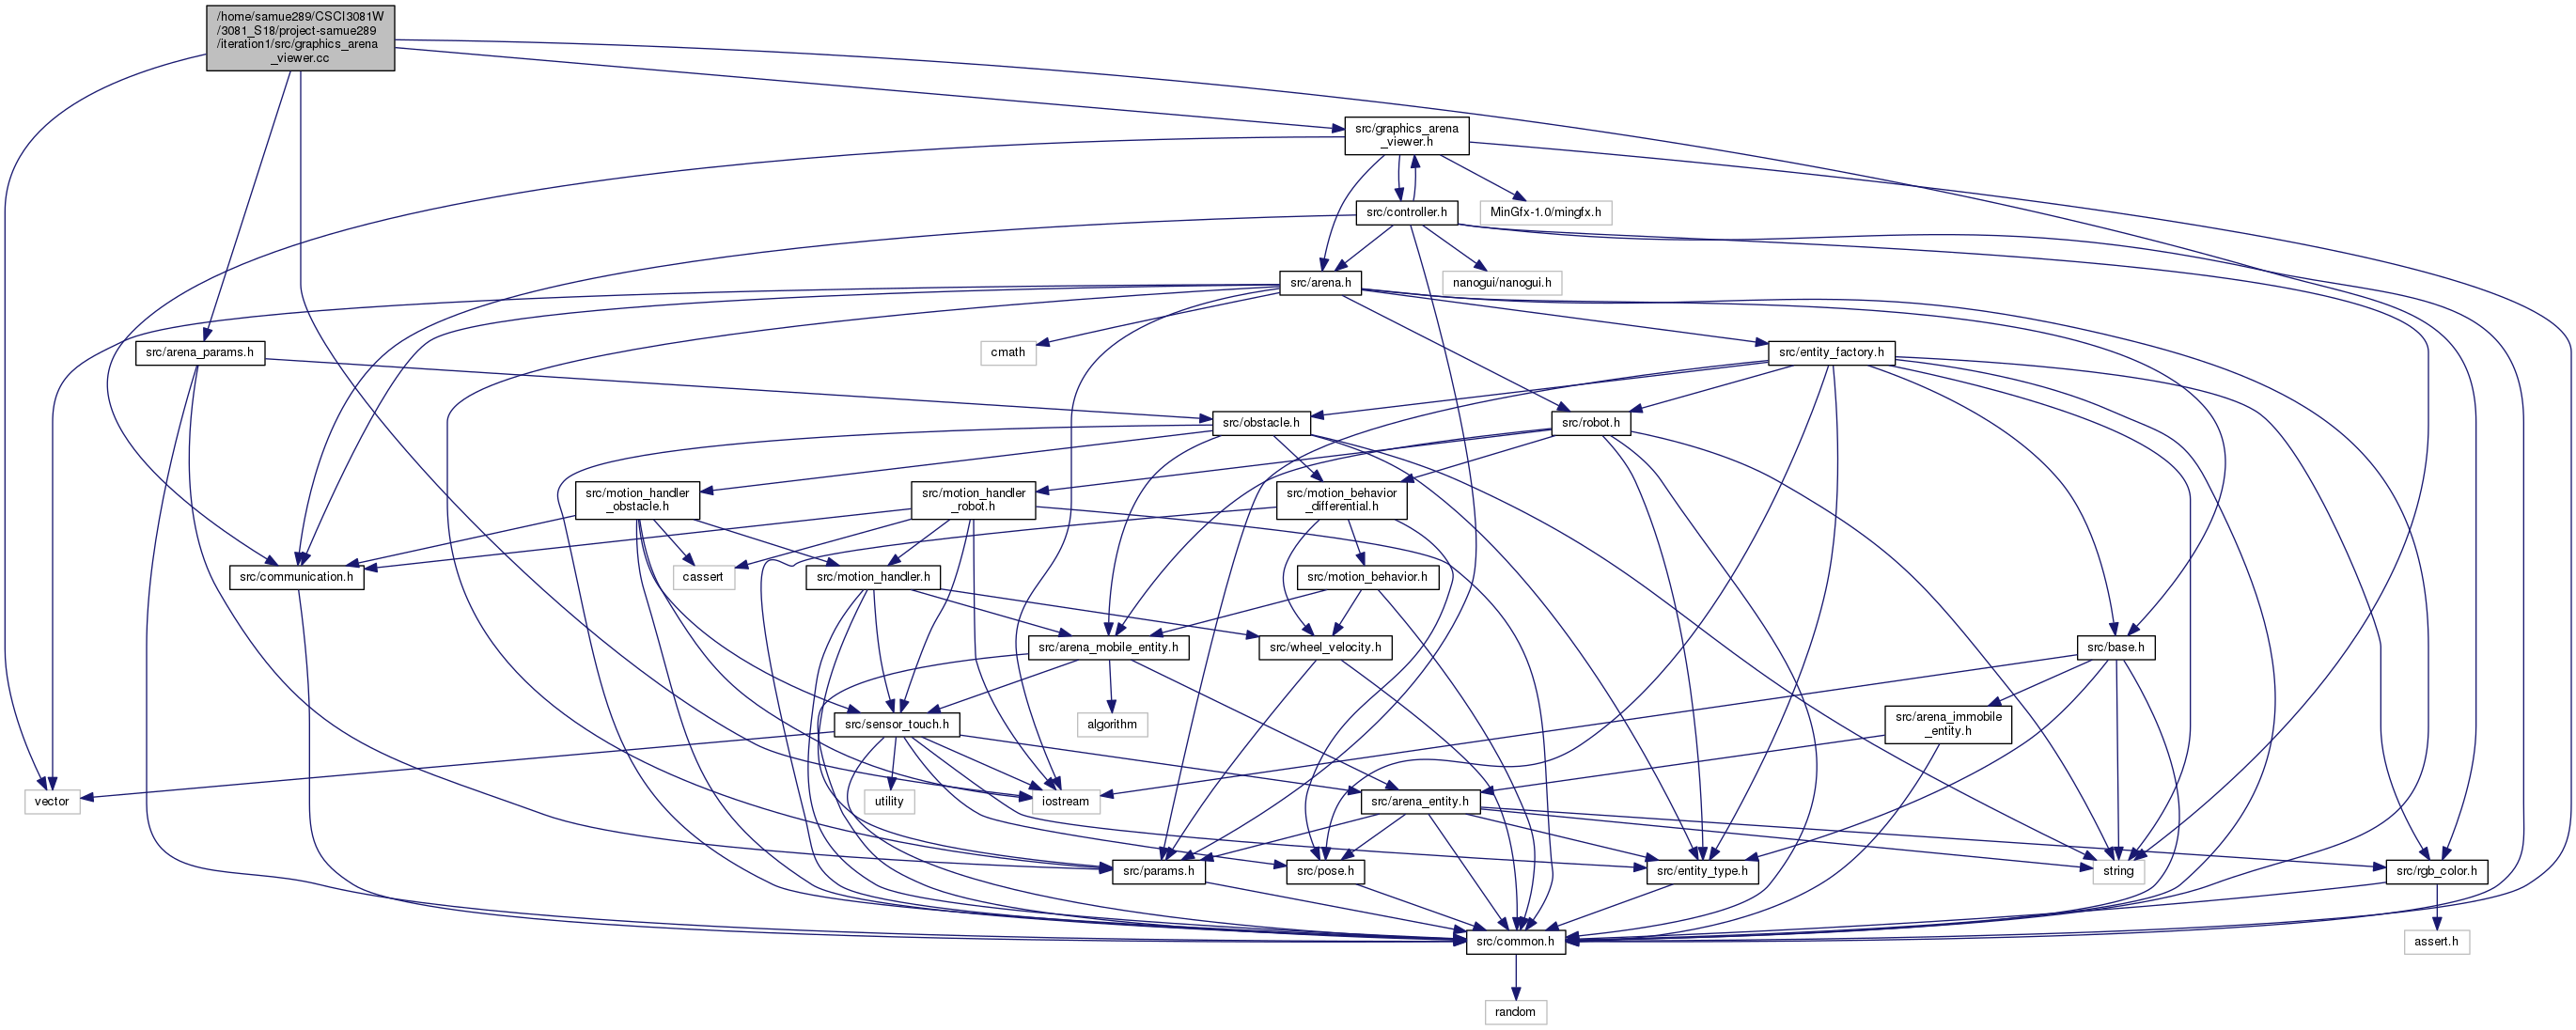 /home/samue289/CSCI3081W
/3081_S18/project-samue289
/iteration1/src/graphics_arena
_viewer.cc
src/graphics_arena
_viewer.h
src/controller.h
MinGfx-1.0/mingfx.h
src/arena.h
nanogui/nanogui.h
src/arena_params.h
cmath
src/entity_factory.h
src/obstacle.h
src/robot.h
src/motion_handler
_obstacle.h
src/motion_handler
_robot.h
src/motion_behavior
_differential.h
src/communication.h
cassert
src/motion_handler.h
src/motion_behavior.h
src/arena_mobile_entity.h
src/wheel_velocity.h
src/base.h
src/sensor_touch.h
algorithm
src/arena_immobile
_entity.h
vector
utility
iostream
src/arena_entity.h
src/params.h
src/pose.h
src/entity_type.h
string
src/rgb_color.h
src/common.h
assert.h
random